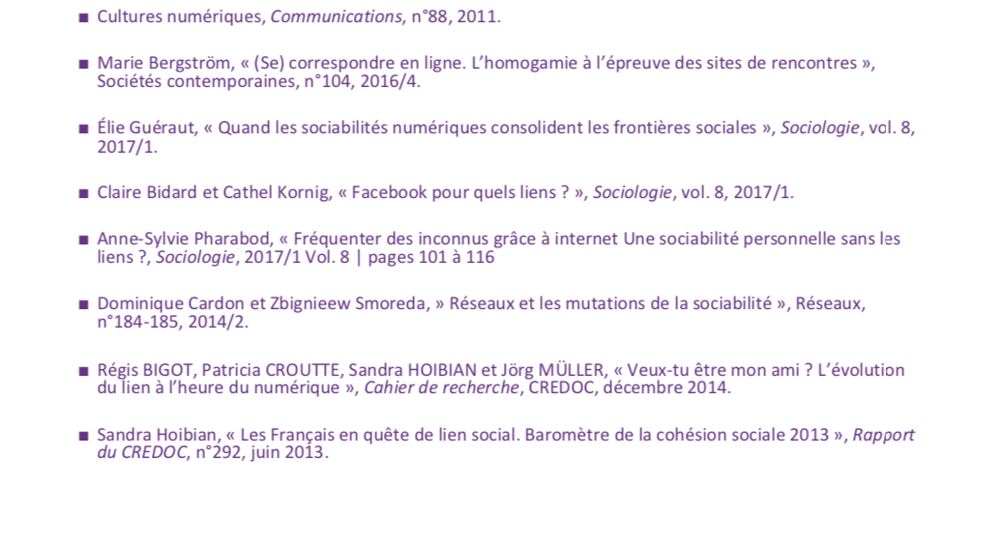 ■ Cultures numériques, Communications, n°88, 2011.
■ Marie Bergström, « (Se) correspondre en ligne. L’homogamie à l’épreuve des sites de rencontres »,
Sociétés contemporaines, n°104, 2016/4.
■ Élie Guéraut, « Quand les sociabilités numériques consolident les frontières sociales », Sociologie, vol. 8,
2017/1.
■ Claire Bidard et Cathel Kornig, « Facebook pour quels liens ? », Sociologie, vol. 8, 2017/1.
■ Anne-Sylvie Pharabod, « Fréquenter des inconnus grâce à internet Une sociabilité personnelle sans les
liens ?, Sociologie, 2017/1 Vol. 8 | pages 101 à 116
■ Dominique Cardon et Zbignieew Smoreda, » Réseaux et les mutations de la sociabilité », Réseaux,
n°184-185, 2014/2.
■ Régis BIGOT, Patricia CROUTTE, Sandra HOIBIAN et Jörg MÜLLER, « Veux-tu être mon ami ? L’évolution
du lien à l’heure du numérique », Cahier de recherche, CREDOC, décembre 2014.
■ Sandra Hoibian, « Les Français en quête de lien social. Baromètre de la cohésion sociale 2013 », Rapport
du CREDOC, n°292, juin 2013.